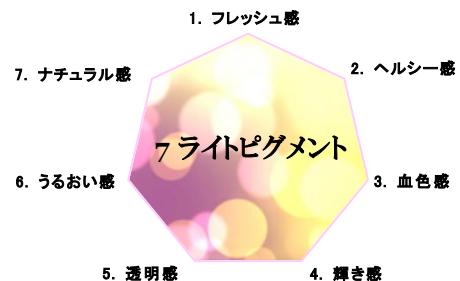 1. フレッシュ感
2. ヘルシー感
3. 血色感
4. 輝き感
5. 透明感
6. うるおい感
7. ナチュラル感
7 ライトピグメント